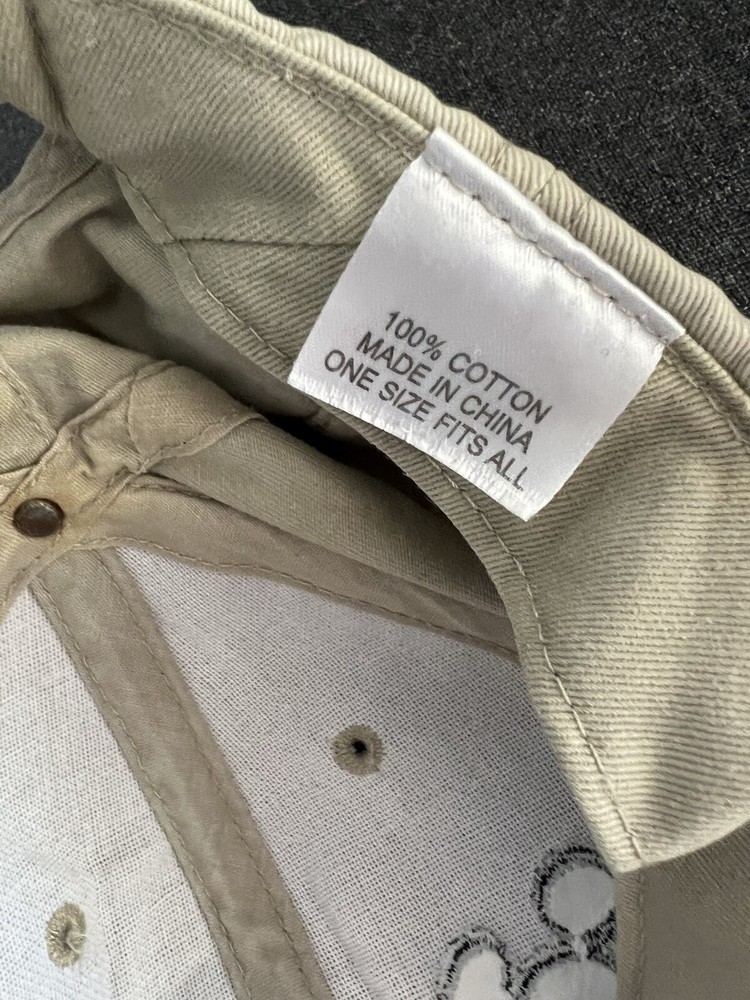 100% COTTON
MADE IN CHINA
ONE SIZE FITS ALL